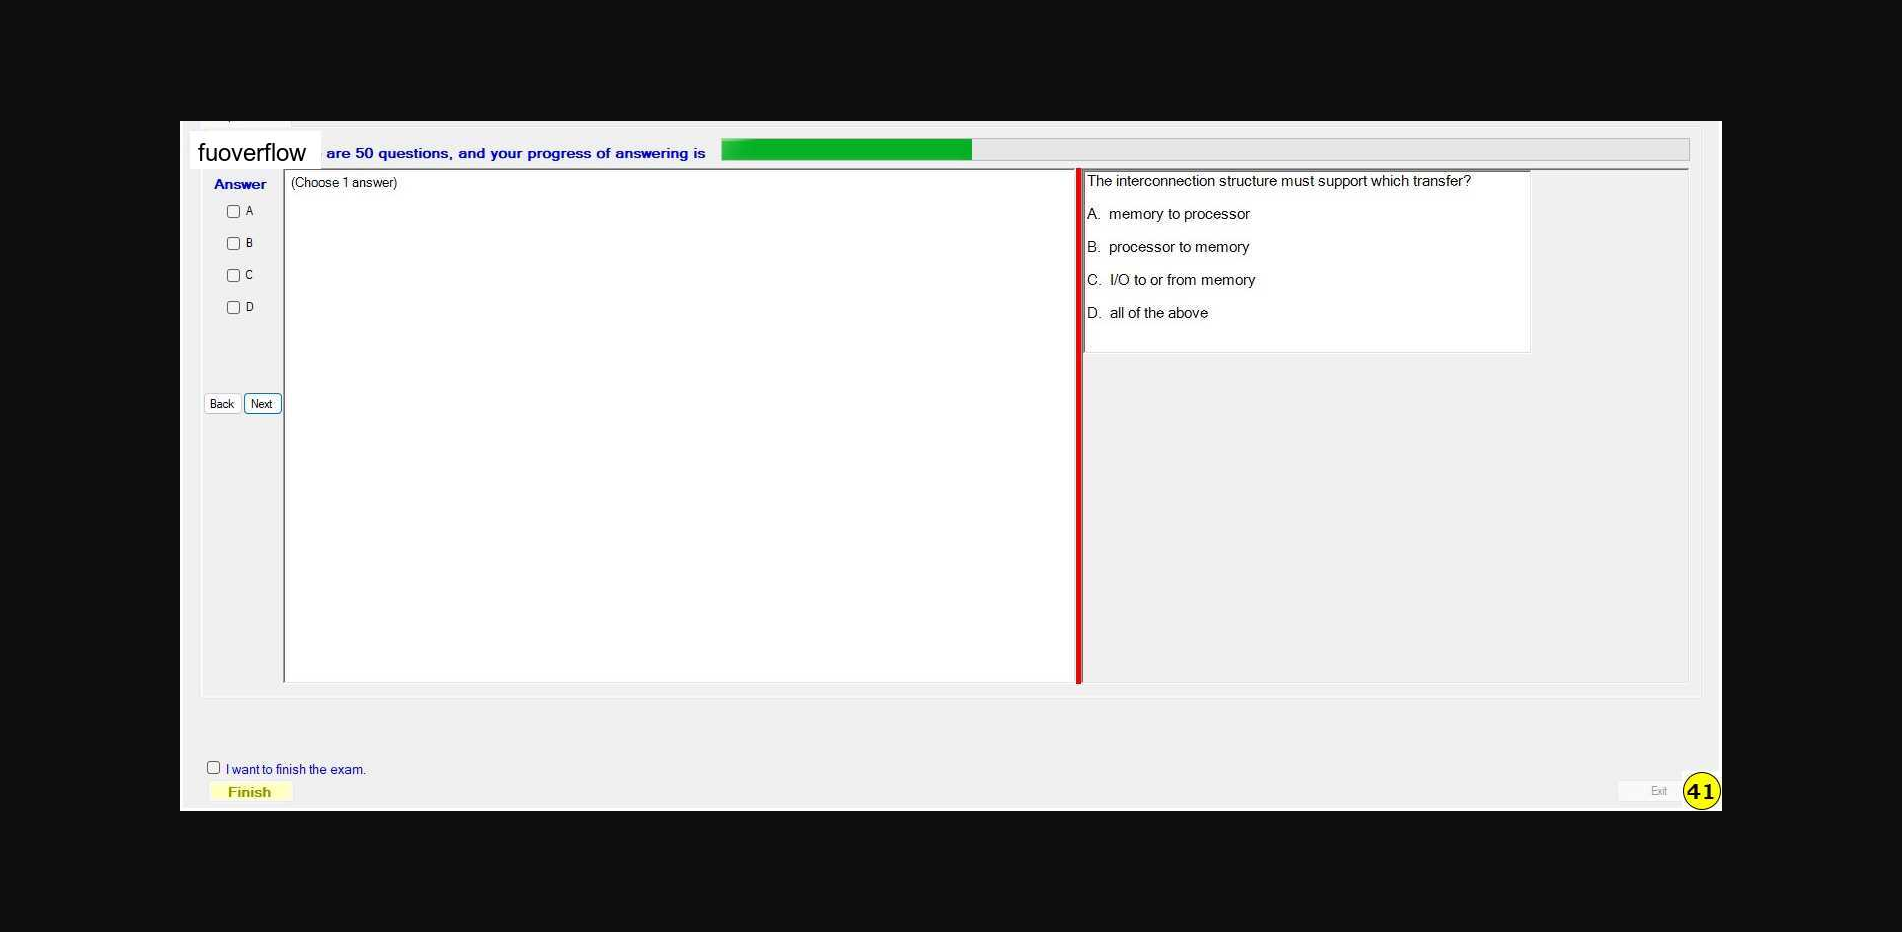 fuoverflow are 50 questions, and your progress of answering is
Answer
(Choose 1 answer)
A
B
C
D
Back Next
The interconnection structure must support which transfer?
A. memory to processor
B. processor to memory
C. I/O to or from memory
D. all of the above
I want to finish the exam.
Finish
Exit
41